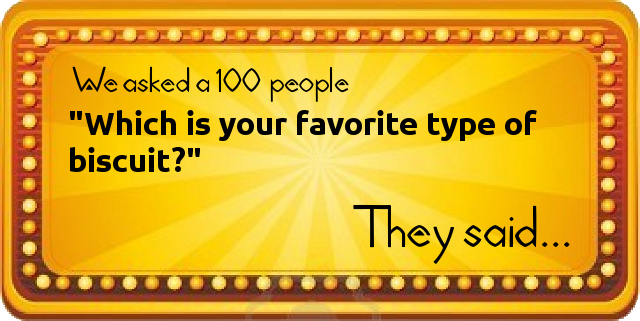 We asked a 100 people
"Which is your favorite type of
biscuit?"
They said...